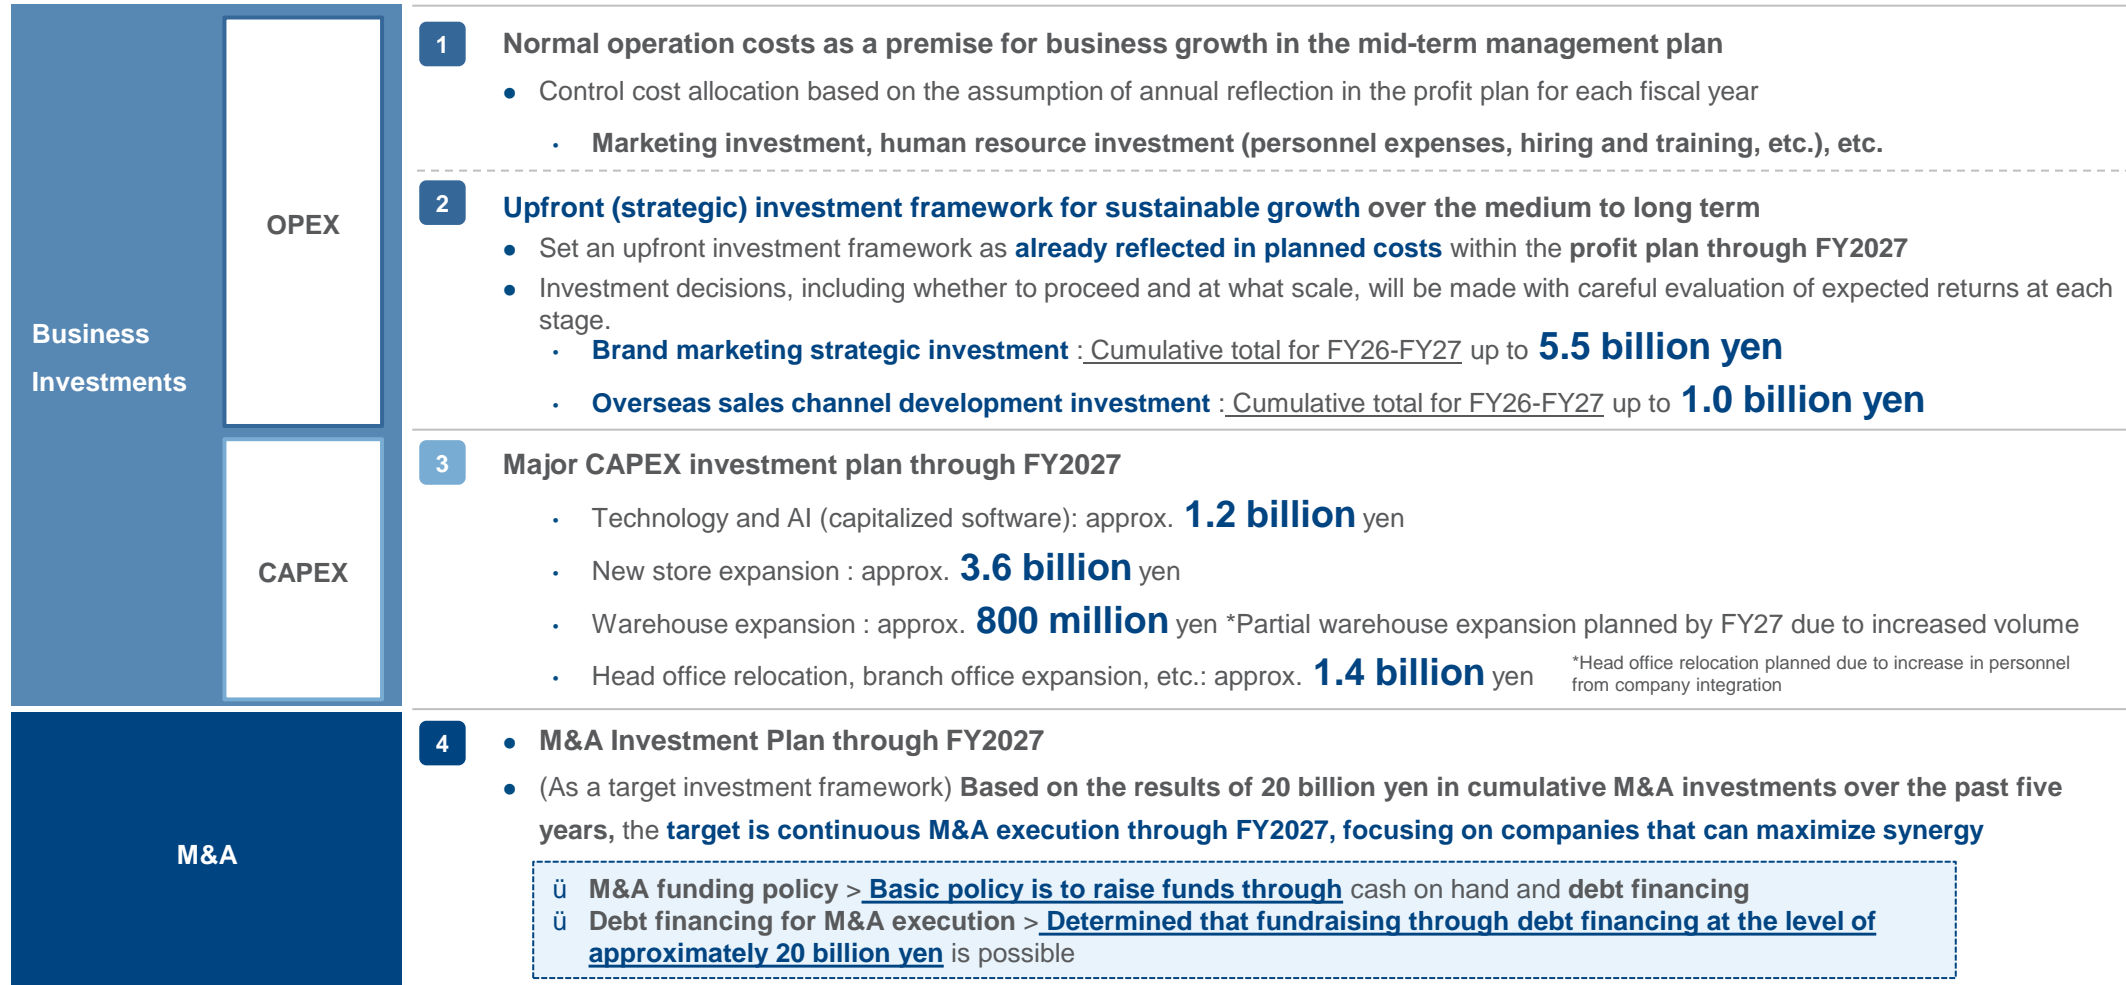 Business
Investments
OPEX
1
Normal operation costs as a premise for business growth in the mid-term management plan
● Control cost allocation based on the assumption of annual reflection in the profit plan for each fiscal year
・ Marketing investment, human resource investment (personnel expenses, hiring and training, etc.), etc.
2
Upfront (strategic) investment framework for sustainable growth over the medium to long term
● Set an upfront investment framework as already reflected in planned costs within the profit plan through FY2027
● Investment decisions, including whether to proceed and at what scale, will be made with careful evaluation of expected returns at each
stage.
・ Brand marketing strategic investment : Cumulative total for FY26-FY27 up to 5.5 billion yen
・ Overseas sales channel development investment : Cumulative total for FY26-FY27 up to 1.0 billion yen
CAPEX
3
Major CAPEX investment plan through FY2027
・ Technology and AI (capitalized software): approx. 1.2 billion yen
・ New store expansion : approx. 3.6 billion yen
・ Warehouse expansion : approx. 800 million yen *Partial warehouse expansion planned by FY27 due to increased volume
・ Head office relocation, branch office expansion, etc.: approx. 1.4 billion yen
*Head office relocation planned due to increase in personnel
from company integration
M&A
4
● M&A Investment Plan through FY2027
● (As a target investment framework) Based on the results of 20 billion yen in cumulative M&A investments over the past five
years, the target is continuous M&A execution through FY2027, focusing on companies that can maximize synergy
ü M&A funding policy > Basic policy is to raise funds through cash on hand and debt financing
ü Debt financing for M&A execution > Determined that fundraising through debt financing at the level of
approximately 20 billion yen is possible